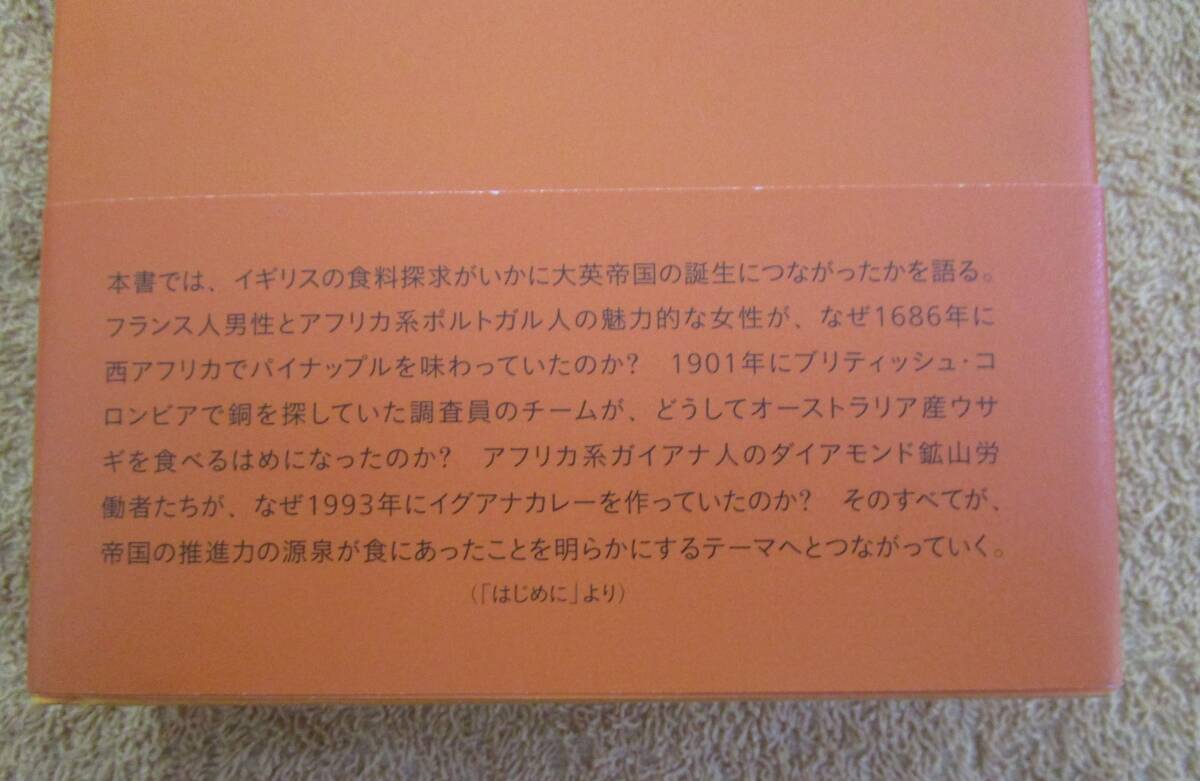 本書では、イギリスの食料探求がいかに大英帝国の誕生につながったかを語る。
フランス人男性とアフリカ系ポルトガル人の魅力的な女性が、なぜ1686年に
西アフリカでパイナップルを味わっていたのか?　1901年にブリティッシュ・コ
ロンビアで銅を探していた調査員のチームが、どうしてオーストラリア産ウサ
ギを食べるはめになったのか?　アフリカ系ガイアナ人のダイアモンド鉱山労
働者たちが、なぜ1993年にイグアナカレーを作っていたのか?　そのすべてが、
帝国の推進力の源泉が食にあったことを明らかにするテーマへとつながっていく。
(「はじめに」より)